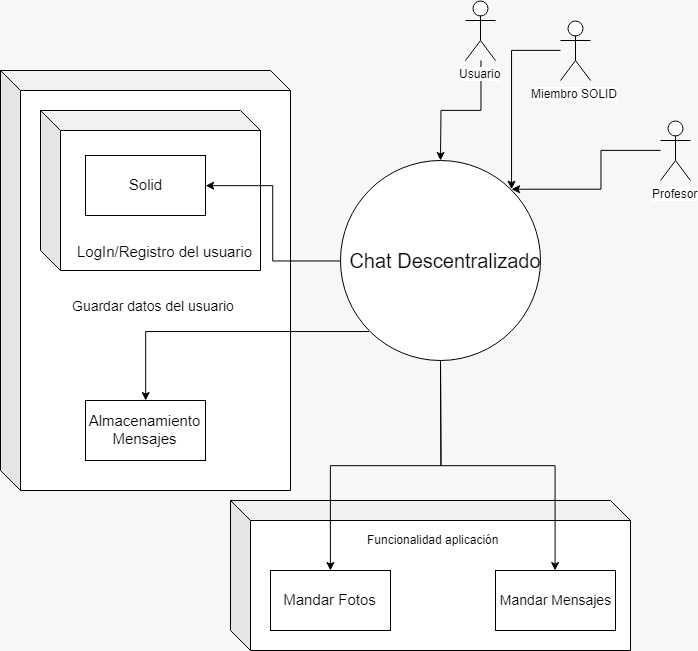 Usuario
Miembro SOLID
Profesor
Solid
LogIn/Registro del usuario
Chat Descentralizado
Guardar datos del usuario
Almacenamiento
Mensajes
Funcionalidad aplicación
Mandar Fotos
Mandar Mensajes